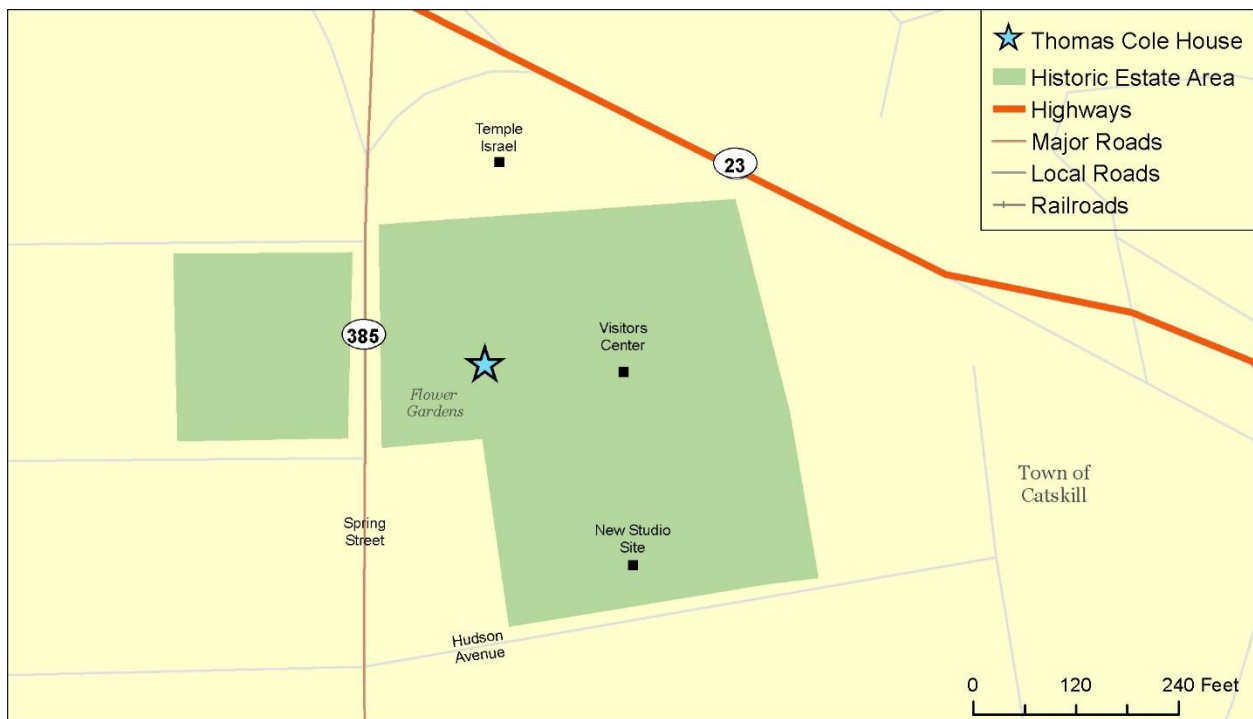 Thomas Cole House
Historic Estate Area
Highways
Major Roads
Local Roads
Railroads
Temple
Israel
23
385
Visitors
Center
Flower
Gardens
Town of
Catskill
Spring
Street
New Studio
Site
Hudson
Avenue
0 120 240 Feet